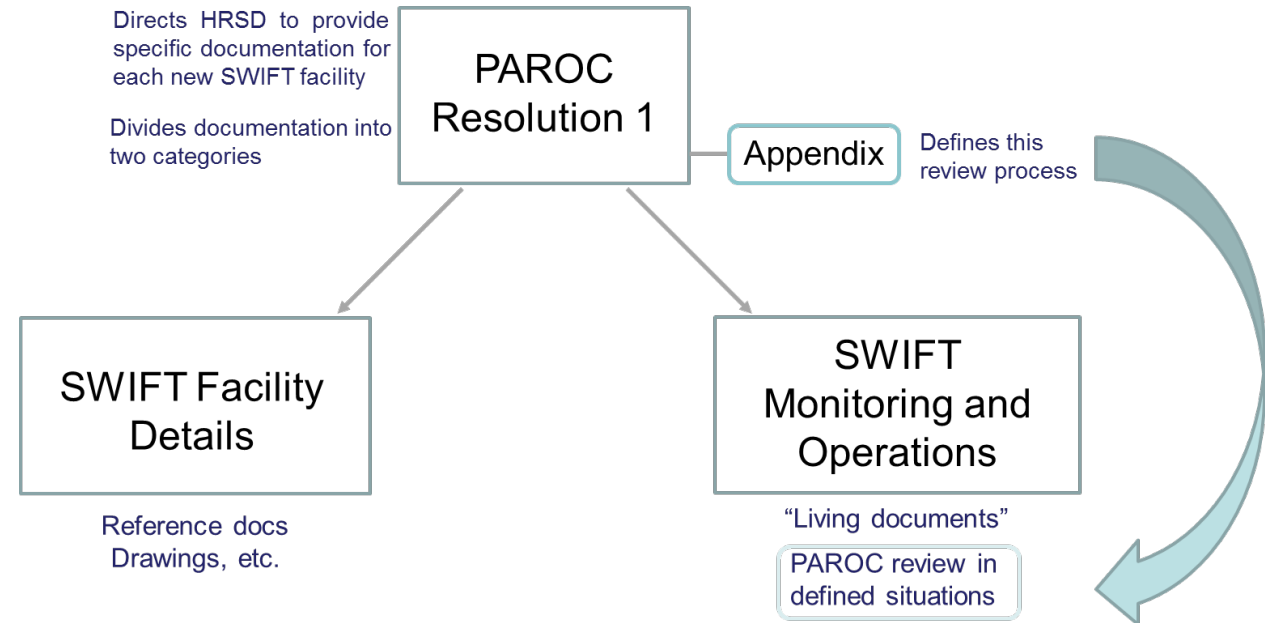 Directs HRSD to provide
specific documentation for
each new SWIFT facility
Divides documentation into
two categories
PAROC
Resolution 1
Appendix
Defines this
review process
SWIFT Facility
Details
Reference docs
Drawings, etc.
SWIFT
Monitoring and
Operations
“Living documents”
PAROC review in
defined situations